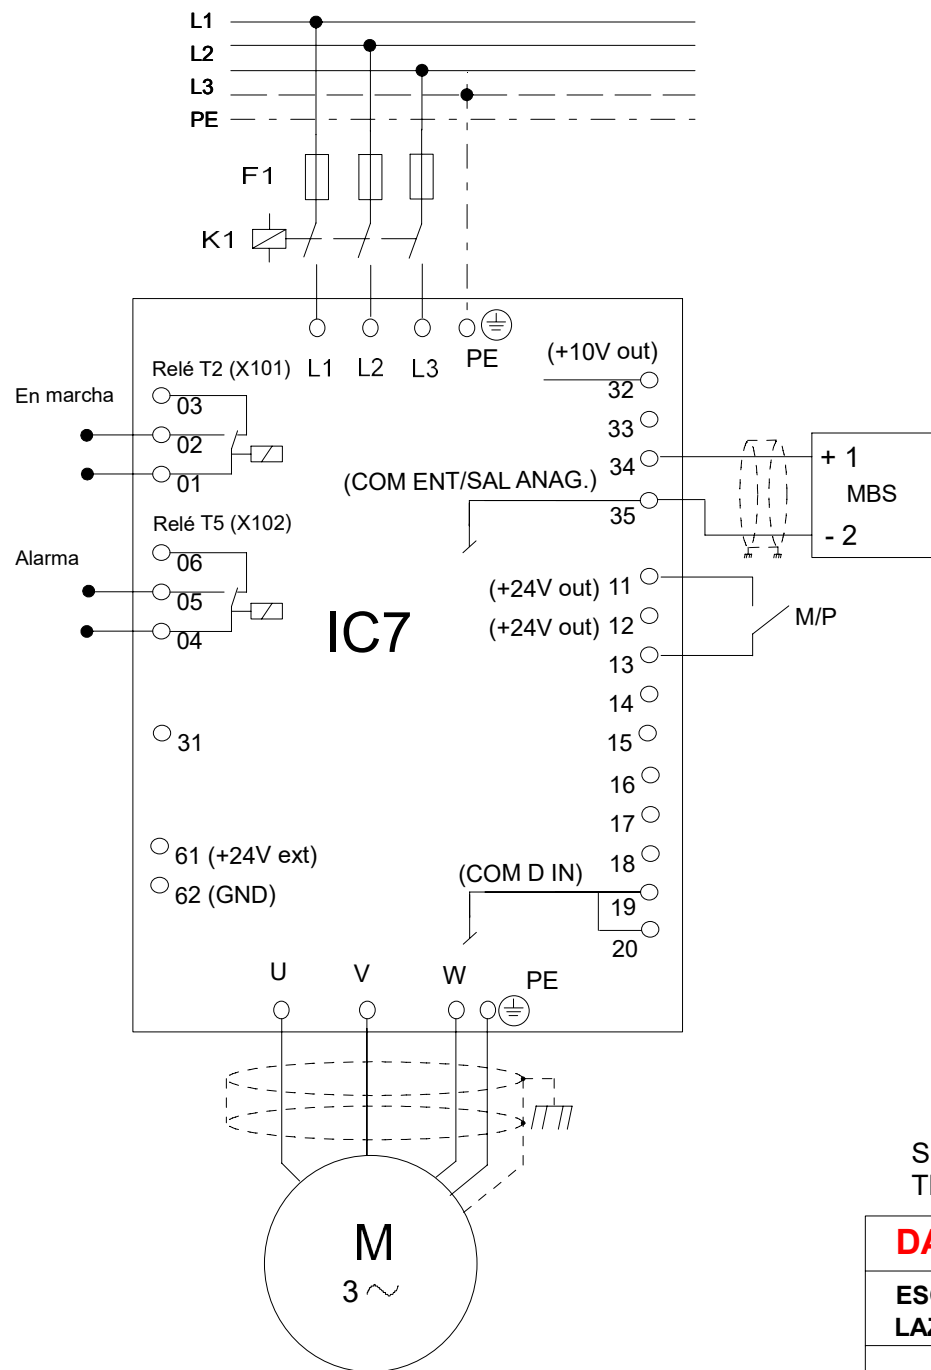 L1
L2
L3
PE
F1
K1
L1 L2 L3 PE
Relé T2 (X101)
En marcha
03
02
01
Relé T5 (X102)
Alarma
06
05
04
31
61 (+24V ext)
62 (GND)
IC7
(+10V out)
32
33
34
(COM ENT/SAL ANAG.)
35
+ 1
MBS
- 2
(+24V out) 11
(+24V out) 12
M/P
13
14
15
16
17
18
(COM D IN)
19
20
U V W PE
M
3